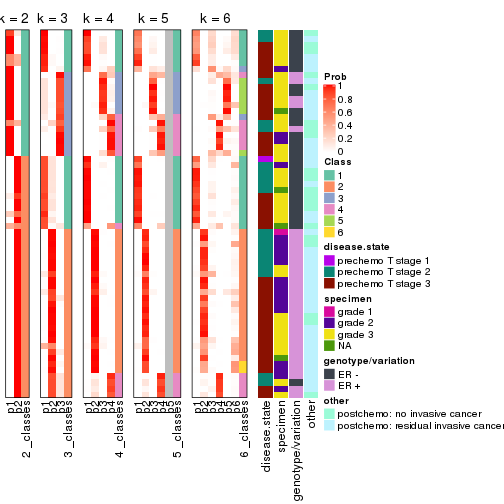 k = 2
k = 3
k = 4
k = 5
k = 6
Prob
1
0.8
0.6
0.4
0.2
0
Class
1
2
3
4
5
6
disease.state
prechemo T stage 1
prechemo T stage 2
prechemo T stage 3
specimen
grade 1
grade 2
grade 3
NA
genotype/variation
ER -
ER +
other
postchemo: no invasive cancer
postchemo: residual invasive cancer
p1
p2
2_classes
p1
p2
p3
3_classes
p1
p2
p3
p4
4_classes
p1
p2
p3
p4
p5
5_classes
p1
p2
p3
p4
p5
p6
6_classes
disease.state
specimen
genotype/variation
other